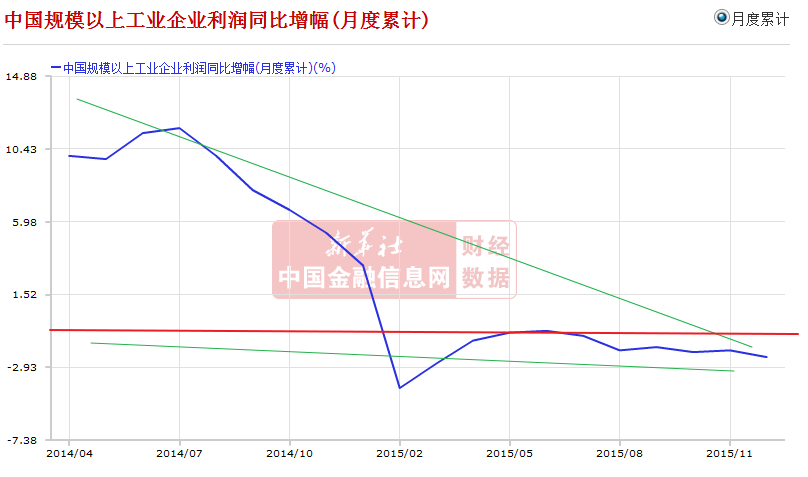 中国规模以上工业企业利润同比增幅(月度累计)
月度累计
中国规模以上工业企业利润同比增幅(月度累计)(%)
14.88
10.43
5.98
1.52
-2.93
-7.38
新华社
财经
中国金融信息网
数据
2014/04
2014/07
2014/10
2015/02
2015/05
2015/08
2015/11